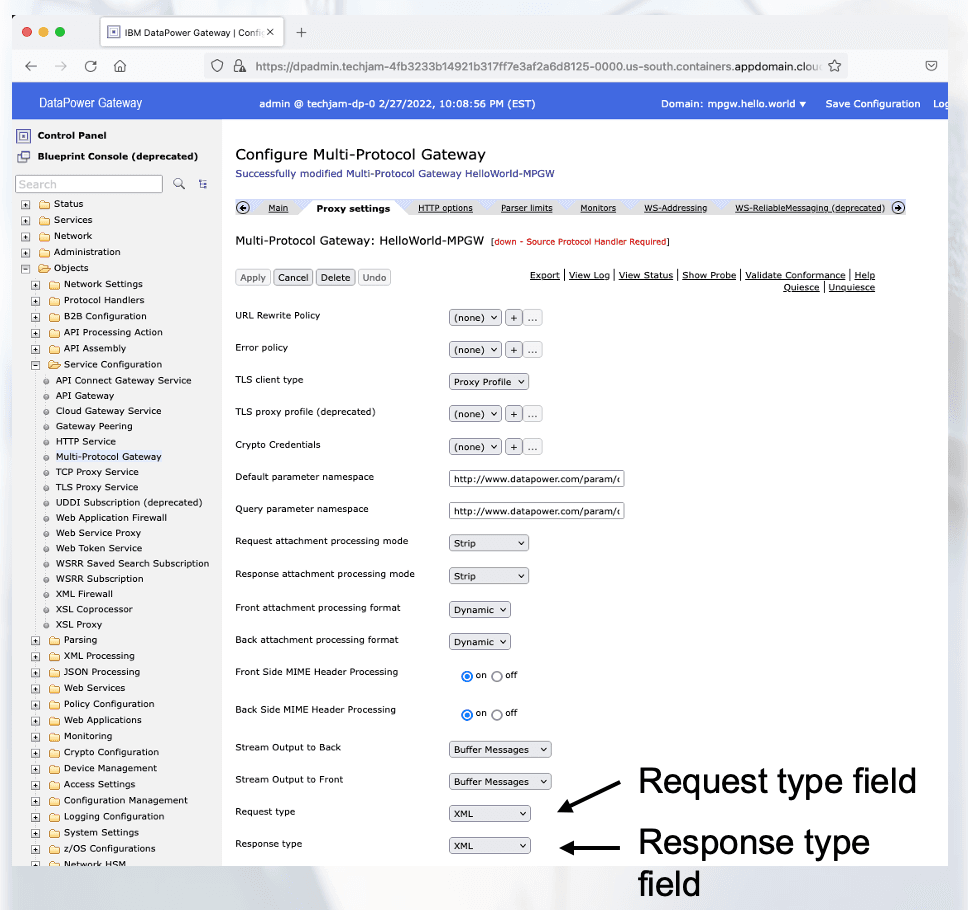 IBM DataPower Gateway | Config
https://dpadmin.techjam-4fb3233b14921b317ff7e3af2a6d8125-0000.us-south.containers.appdomain.clou
DataPower Gateway
admin @ techjam-dp-0 2/27/2022, 10:08:56 PM (EST)
Domain: mpgw.hello.world
Save Configuration
Log
Control Panel
Blueprint Console (deprecated)
Search
Status
Services
Network
Administration
Objects
Network Settings
Protocol Handlers
B2B Configuration
API Processing Action
API Assembly
Service Configuration
API Connect Gateway Service
API Gateway
Cloud Gateway Service
Gateway Peering
HTTP Service
Multi-Protocol Gateway
TCP Proxy Service
TLS Proxy Service
UDDI Subscription (deprecated)
Web Application Firewall
Web Service Proxy
Web Token Service
WSRR Saved Search Subscription
WSRR Subscription
XML Firewall
XSL Coprocessor
XSL Proxy
Parsing
XML Processing
JSON Processing
Web Services
Policy Configuration
Web Applications
Monitoring
Crypto Configuration
Device Management
Access Settings
Configuration Management
Logging Configuration
System Settings
z/OS Configurations
Network HSM
Configure Multi-Protocol Gateway
Successfully modified Multi-Protocol Gateway HelloWorld-MPGW
Main Proxy settings HTTP options Parser limits Monitors WS-Addressing WS-ReliableMessaging (deprecated)
Multi-Protocol Gateway: HelloWorld-MPGW [down - Source Protocol Handler Required]
Apply Cancel Delete Undo
Export | View Log | View Status | Show Probe | Validate Conformance | Help
Quiesce | Unquiesce
URL Rewrite Policy (none) + ...
Error policy (none) + ...
TLS client type Proxy Profile
TLS proxy profile (deprecated) (none) + ...
Crypto Credentials (none) + ...
Default parameter namespace http://www.datapower.com/param/
Query parameter namespace http://www.datapower.com/param/
Request attachment processing mode Strip
Response attachment processing mode Strip
Front attachment processing format Dynamic
Back attachment processing format Dynamic
Front Side MIME Header Processing on off
Back Side MIME Header Processing on off
Stream Output to Back Buffer Messages
Stream Output to Front Buffer Messages
Request type XML
Response type XML
Request type field
Response type
field